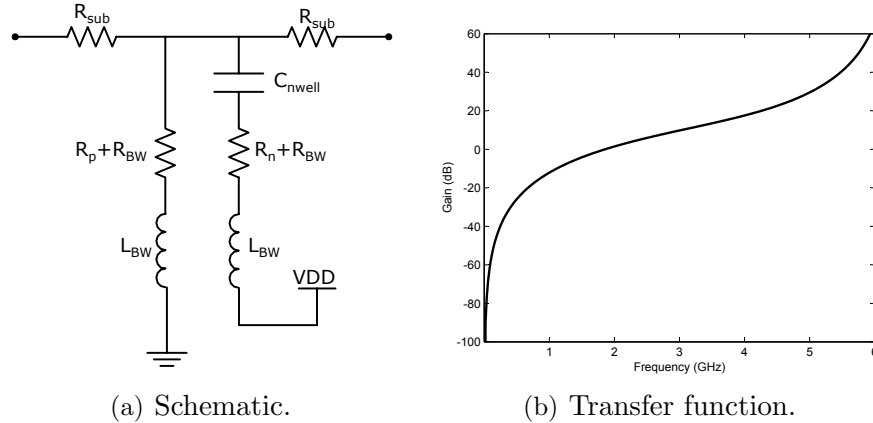 R_sub
R_sub
C_nwell
R_p+R_BW
R_n+R_BW
L_BW
L_BW
VDD
(a) Schematic.
60
40
20
0
-20
-40
-60
-80
-100
Gain (dB)
1
2
3
4
5
6
Frequency (GHz)
(b) Transfer function.